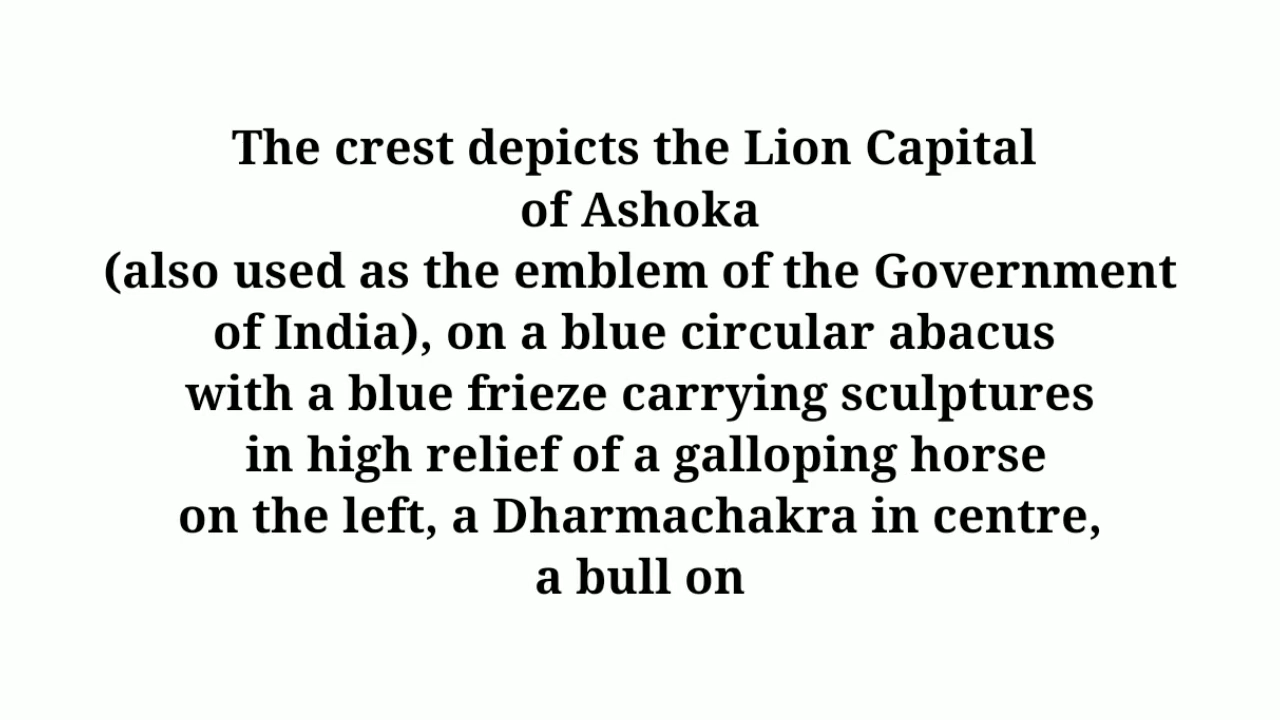 The crest depicts the Lion Capital
of Ashoka
(also used as the emblem of the Government
of India), on a blue circular abacus
with a blue frieze carrying sculptures
in high relief of a galloping horse
on the left, a Dharmachakra in centre,
a bull on